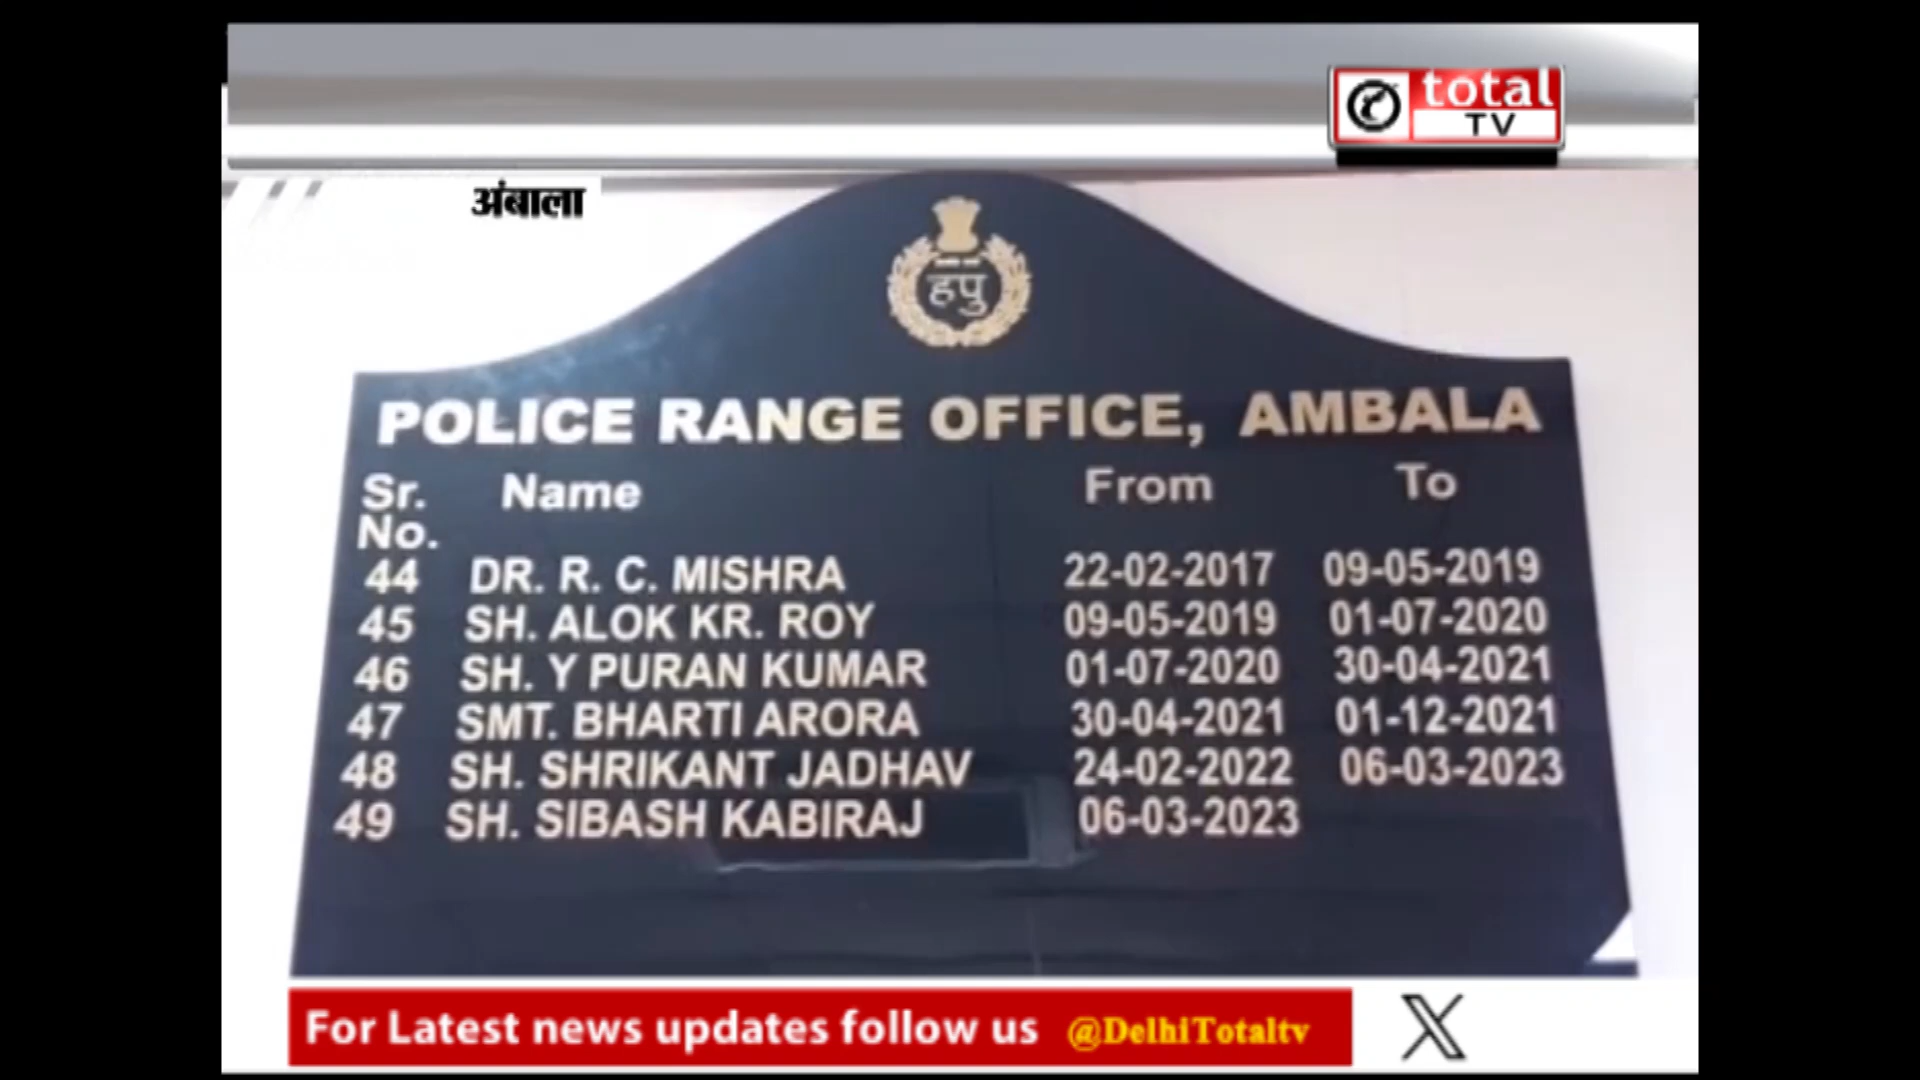 total
TV
अंबाला
हपु
POLICE RANGE OFFICE, AMBALA
Sr. No. Name From To
44 DR. R. C. MISHRA 22-02-2017 09-05-2019
45 SH. ALOK KR. ROY 09-05-2019 01-07-2020
46 SH. Y PURAN KUMAR 01-07-2020 30-04-2021
47 SMT. BHARTI ARORA 30-04-2021 01-12-2021
48 SH. SHRIKANT JADHAV 24-02-2022 06-03-2023
49 SH. SIBASH KABIRAJ 06-03-2023
For Latest news updates follow us @DelhiTotaltv X